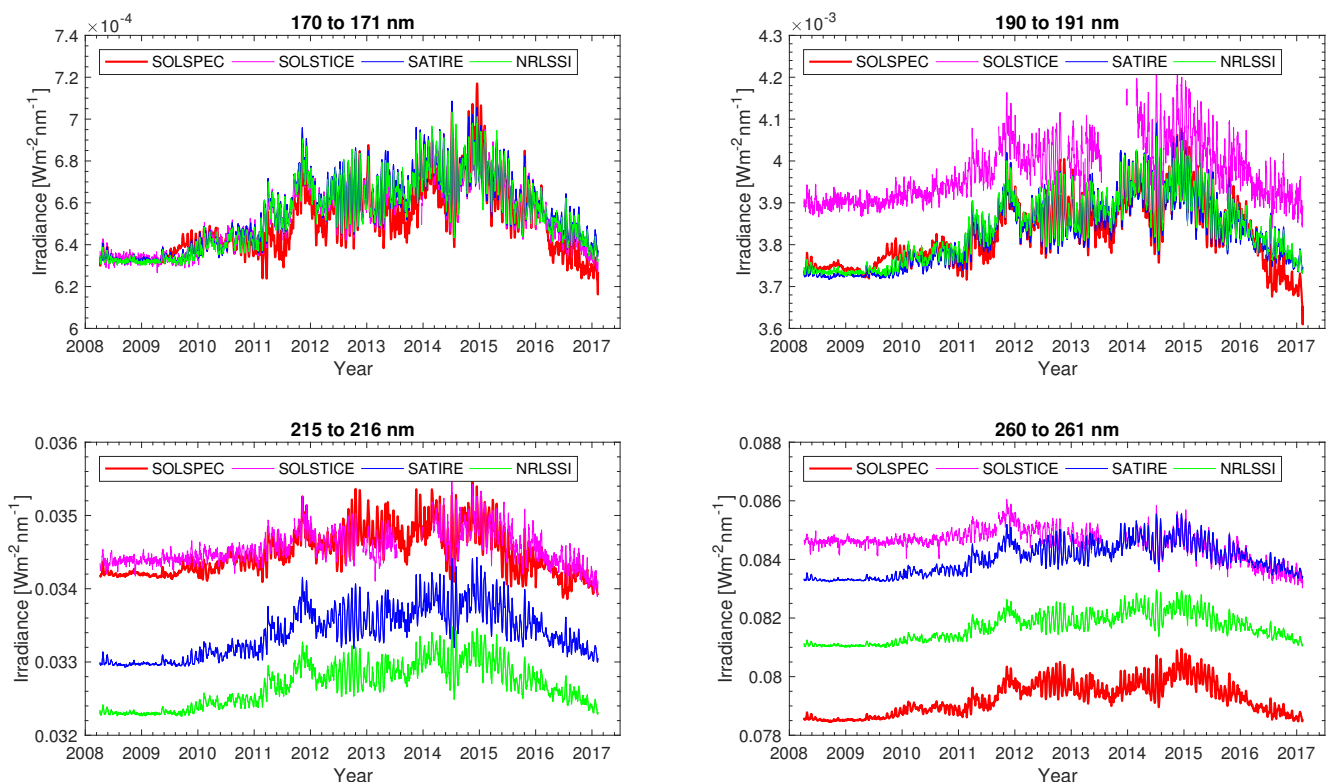 170 to 171 nm
×10⁻⁴
7.4
7.2
7
6.8
6.6
6.4
6.2
6
Irradiance [Wm⁻²nm⁻¹]
SOLSPEC SOLSTICE SATIRE NRLSSI
2008 2009 2010 2011 2012 2013 2014 2015 2016 2017
Year
190 to 191 nm
×10⁻³
4.3
4.2
4.1
4
3.9
3.8
3.7
3.6
Irradiance [Wm⁻²nm⁻¹]
SOLSPEC SOLSTICE SATIRE NRLSSI
2008 2009 2010 2011 2012 2013 2014 2015 2016 2017
Year
215 to 216 nm
0.036
0.035
0.034
0.033
0.032
Irradiance [Wm⁻²nm⁻¹]
SOLSPEC SOLSTICE SATIRE NRLSSI
2008 2009 2010 2011 2012 2013 2014 2015 2016 2017
Year
260 to 261 nm
0.088
0.086
0.084
0.082
0.08
0.078
Irradiance [Wm⁻²nm⁻¹]
SOLSPEC SOLSTICE SATIRE NRLSSI
2008 2009 2010 2011 2012 2013 2014 2015 2016 2017
Year